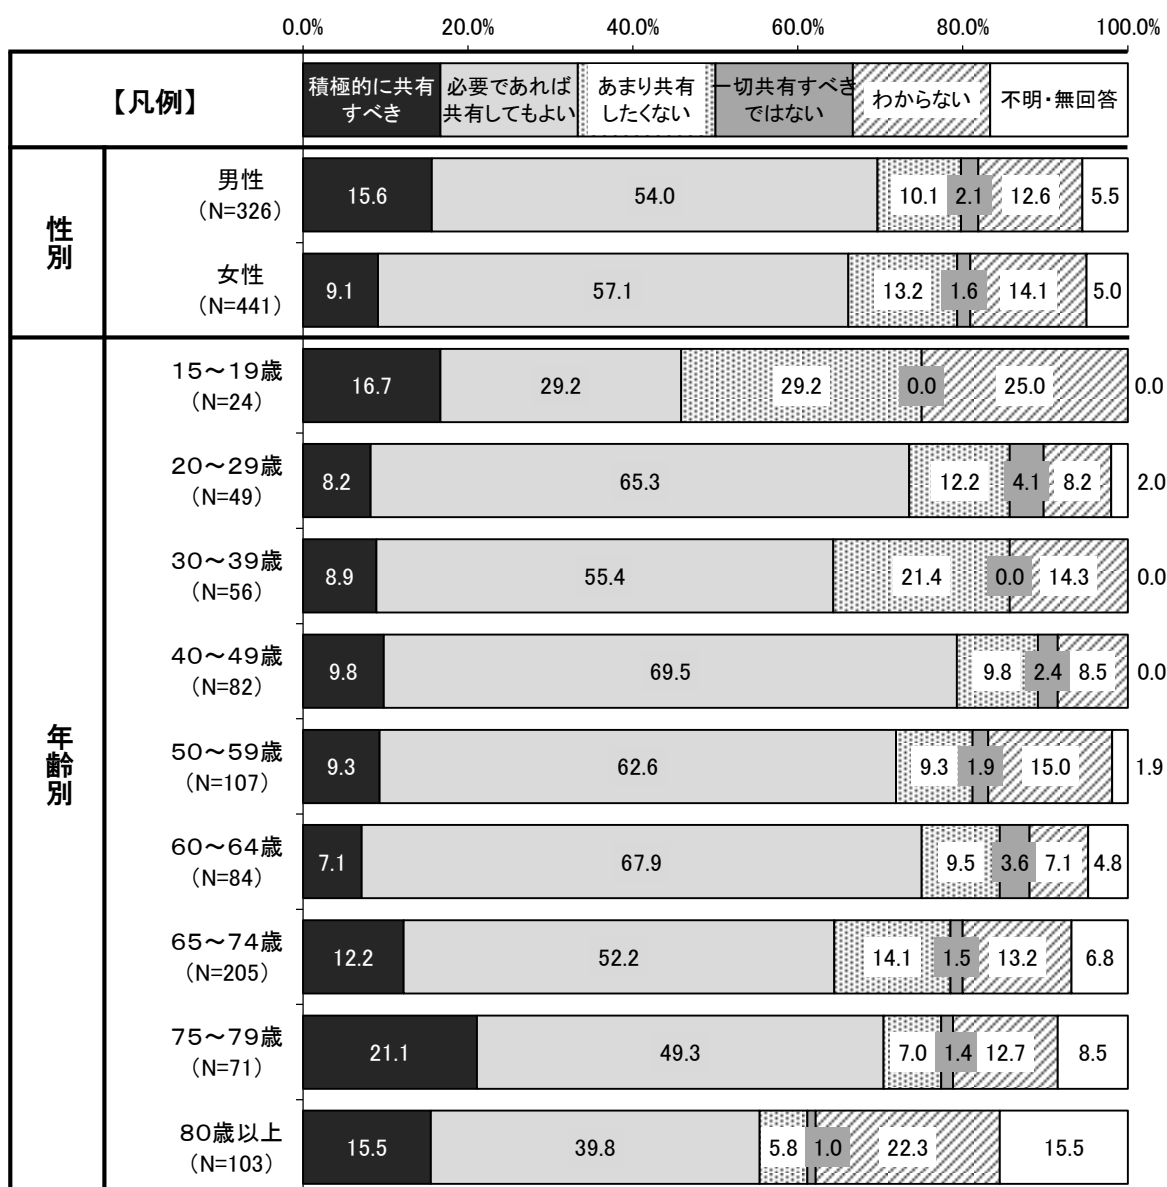 0.0% 20.0% 40.0% 60.0% 80.0% 100.0%
【凡例】
積極的に共有
すべき
必要であれば
共有してもよい
あまり共有
したくない
一切共有すべき
ではない
わからない
不明・無回答
性別
男性
（N=326）
15.6 54.0 10.1 2.1 12.6 5.5
女性
（N=441）
9.1 57.1 13.2 1.6 14.1 5.0
年齢別
15～19歳
（N=24）
16.7 29.2 29.2 0.0 25.0 0.0
20～29歳
（N=49）
8.2 65.3 12.2 4.1 8.2 2.0
30～39歳
（N=56）
8.9 55.4 21.4 0.0 14.3 0.0
40～49歳
（N=82）
9.8 69.5 9.8 2.4 8.5 0.0
50～59歳
（N=107）
9.3 62.6 9.3 1.9 15.0 1.9
60～64歳
（N=84）
7.1 67.9 9.5 3.6 7.1 4.8
65～74歳
（N=205）
12.2 52.2 14.1 1.5 13.2 6.8
75～79歳
（N=71）
21.1 49.3 7.0 1.4 12.7 8.5
80歳以上
（N=103）
15.5 39.8 5.8 1.0 22.3 15.5